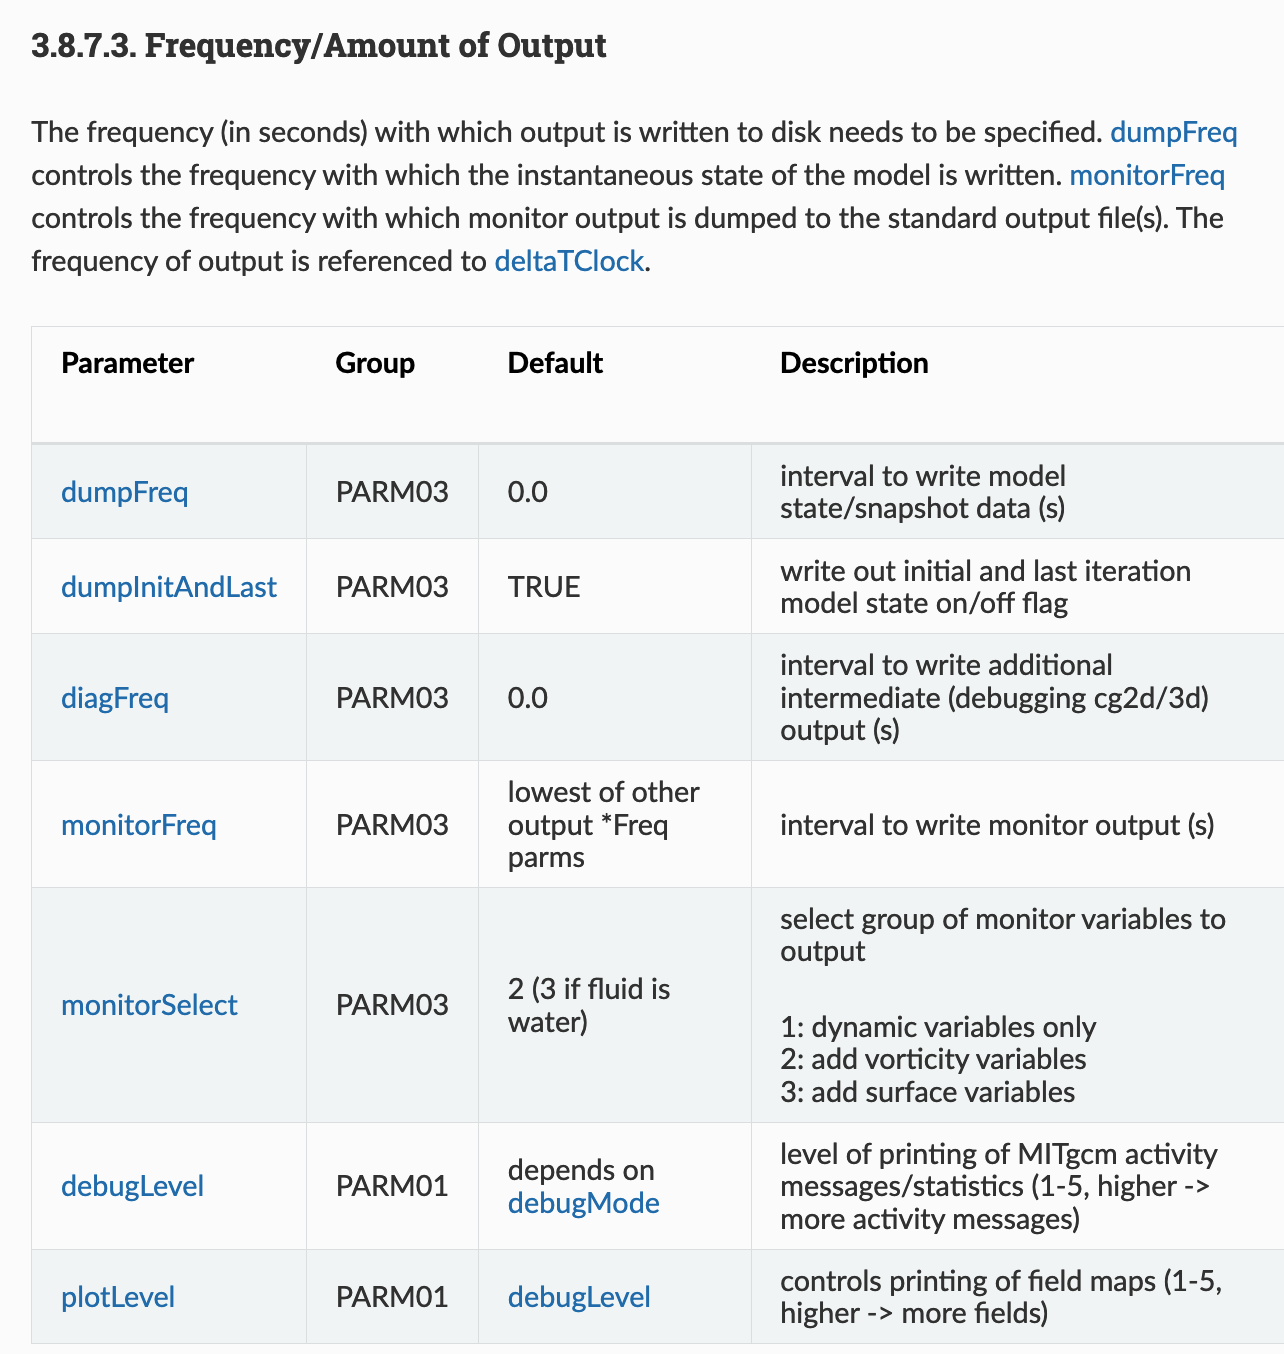 3.8.7.3. Frequency/Amount of Output
The frequency (in seconds) with which output is written to disk needs to be specified. dumpFreq
controls the frequency with which the instantaneous state of the model is written. monitorFreq
controls the frequency with which monitor output is dumped to the standard output file(s). The
frequency of output is referenced to deltaTClock.
Parameter Group Default Description
dumpFreq PARM03 0.0 interval to write model
state/snapshot data (s)
dumpInitAndLast PARM03 TRUE write out initial and last iteration
model state on/off flag
diagFreq PARM03 0.0 interval to write additional
intermediate (debugging cg2d/3d)
output (s)
monitorFreq PARM03 lowest of other
output *Freq
parms
interval to write monitor output (s)
monitorSelect PARM03 2 (3 if fluid is
water)
select group of monitor variables to
output
1: dynamic variables only
2: add vorticity variables
3: add surface variables
debugLevel PARM01 depends on
debugMode
level of printing of MITgcm activity
messages/statistics (1-5, higher ->
more activity messages)
plotLevel PARM01 debugLevel controls printing of field maps (1-5,
higher -> more fields)